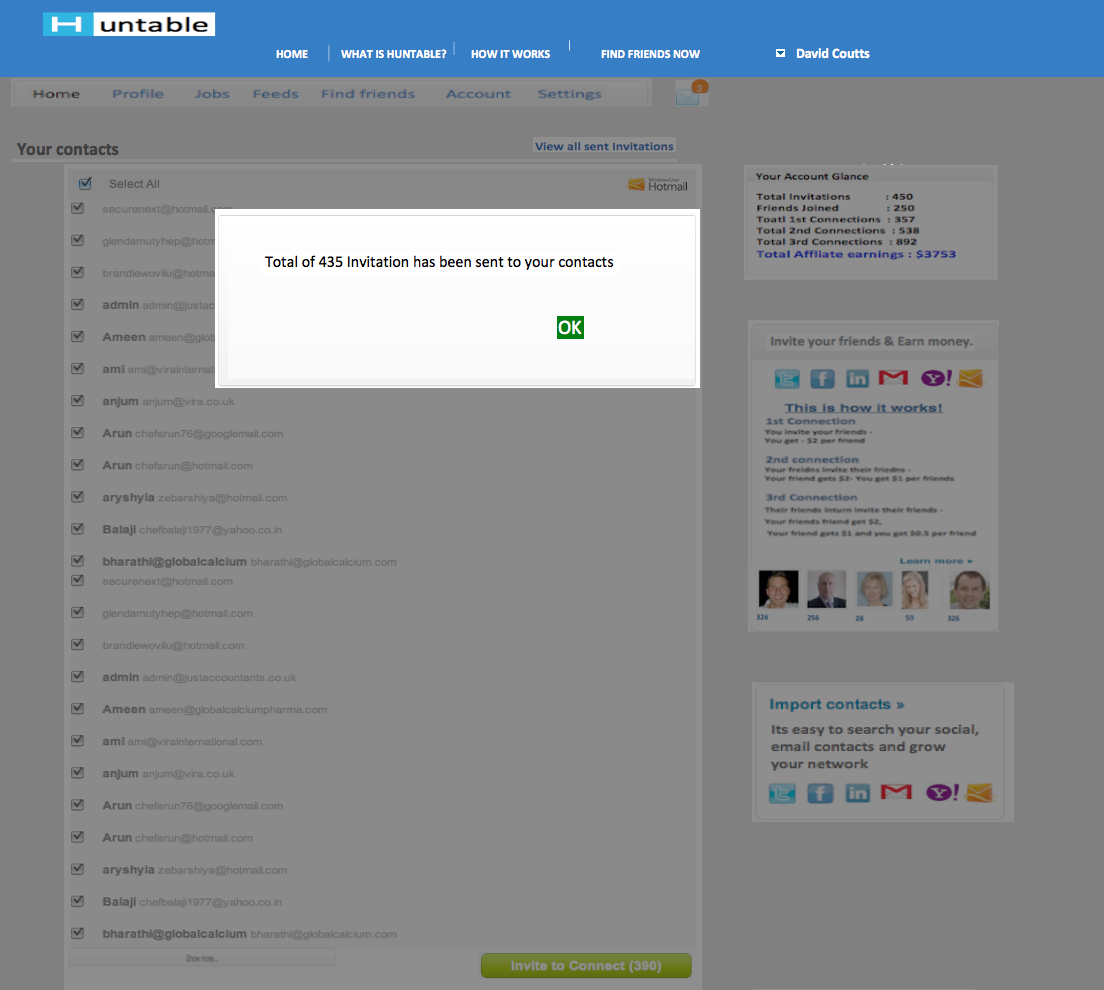 H untable
HOME WHAT IS HUNTABLE? HOW IT WORKS FIND FRIENDS NOW David Coutts
Home Profile Jobs Feeds Find friends Account Settings 3
Your contacts
View all sent Invitations
Select All
Windows Live
Hotmail
securenext@hotmail.com
glendamutyhep@hotm
brandiewovilu@hotma
admin admin@justac
Ameen ameen@glob
ami ami@virainternat
Total of 435 Invitation has been sent to your contacts
OK
anjum anjum@vira.co.uk
Arun chefarun76@googlemail.com
Arun chefarun@hotmail.com
aryshyia zebarshiya@hotmail.com
Balaji chefbalaji1977@yahoo.co.in
bharathi@globalcalcium bharathi@globalcalcium.com
securenext@hotmail.com
glendamutyhep@hotmail.com
brandiewovilu@hotmail.com
admin admin@justaccountants.co.uk
Ameen ameen@globalcalciumpharma.com
ami ami@virainternational.com
anjum anjum@vira.co.uk
Arun chefarun76@googlemail.com
Arun chefarun@hotmail.com
aryshyia zebarshiya@hotmail.com
Balaji chefbalaji1977@yahoo.co.in
bharathi@globalcalcium bharathi@globalcalcium.com
Show more...
Invite to Connect (390)
Your Account Glance
Total Invitations : 450
Friends Joined : 250
Toatl 1st Connections : 357
Total 2nd Connections : 538
Total 3rd Connections : 892
Total Affliate earnings : $3753
Invite your friends & Earn money.
This is how it works!
1st Connection
You invite your friends -
You get - $2 per friend
2nd connection
Your freidns invite their friedns -
Your friend gets $2- You get $1 per friends
3rd Connection
Their friends inturn invite their friends -
Your friends friend get $2,
Your friend gets $1 and you got $0.5 per friend
Learn more »
326 256 28 59 326
Import contacts »
Its easy to search your social,
email contacts and grow
your network